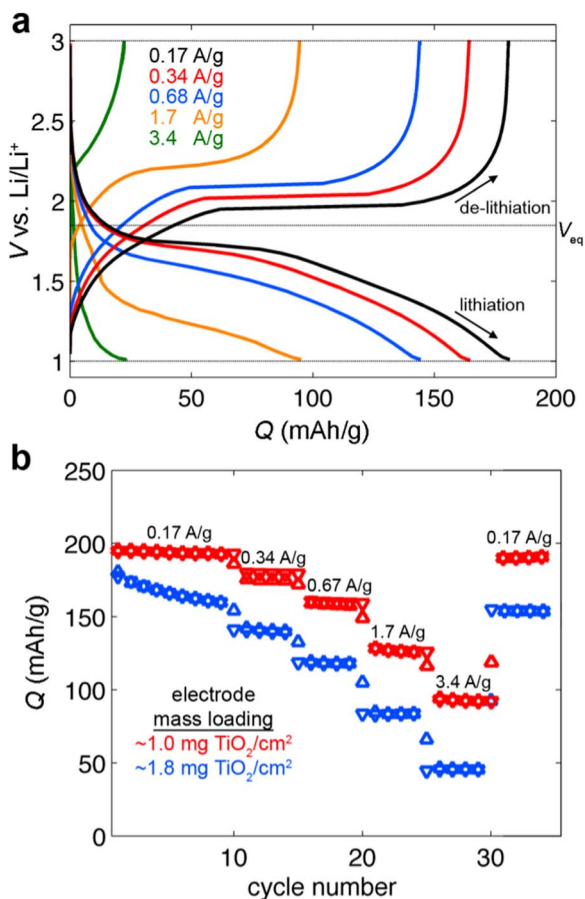 a
3
0.17 A/g
0.34 A/g
0.68 A/g
1.7 A/g
3.4 A/g
2.5
V vs. Li/Li⁺
2
de-lithiation
V_eq
1.5
lithiation
1
0 50 100 150 200
Q (mAh/g)
b
250
0.17 A/g
0.17 A/g
200
0.34 A/g
0.67 A/g
150
1.7 A/g
Q (mAh/g)
3.4 A/g
100
electrode
mass loading
~1.0 mg TiO₂/cm²
50
~1.8 mg TiO₂/cm²
0
10 20 30
cycle number